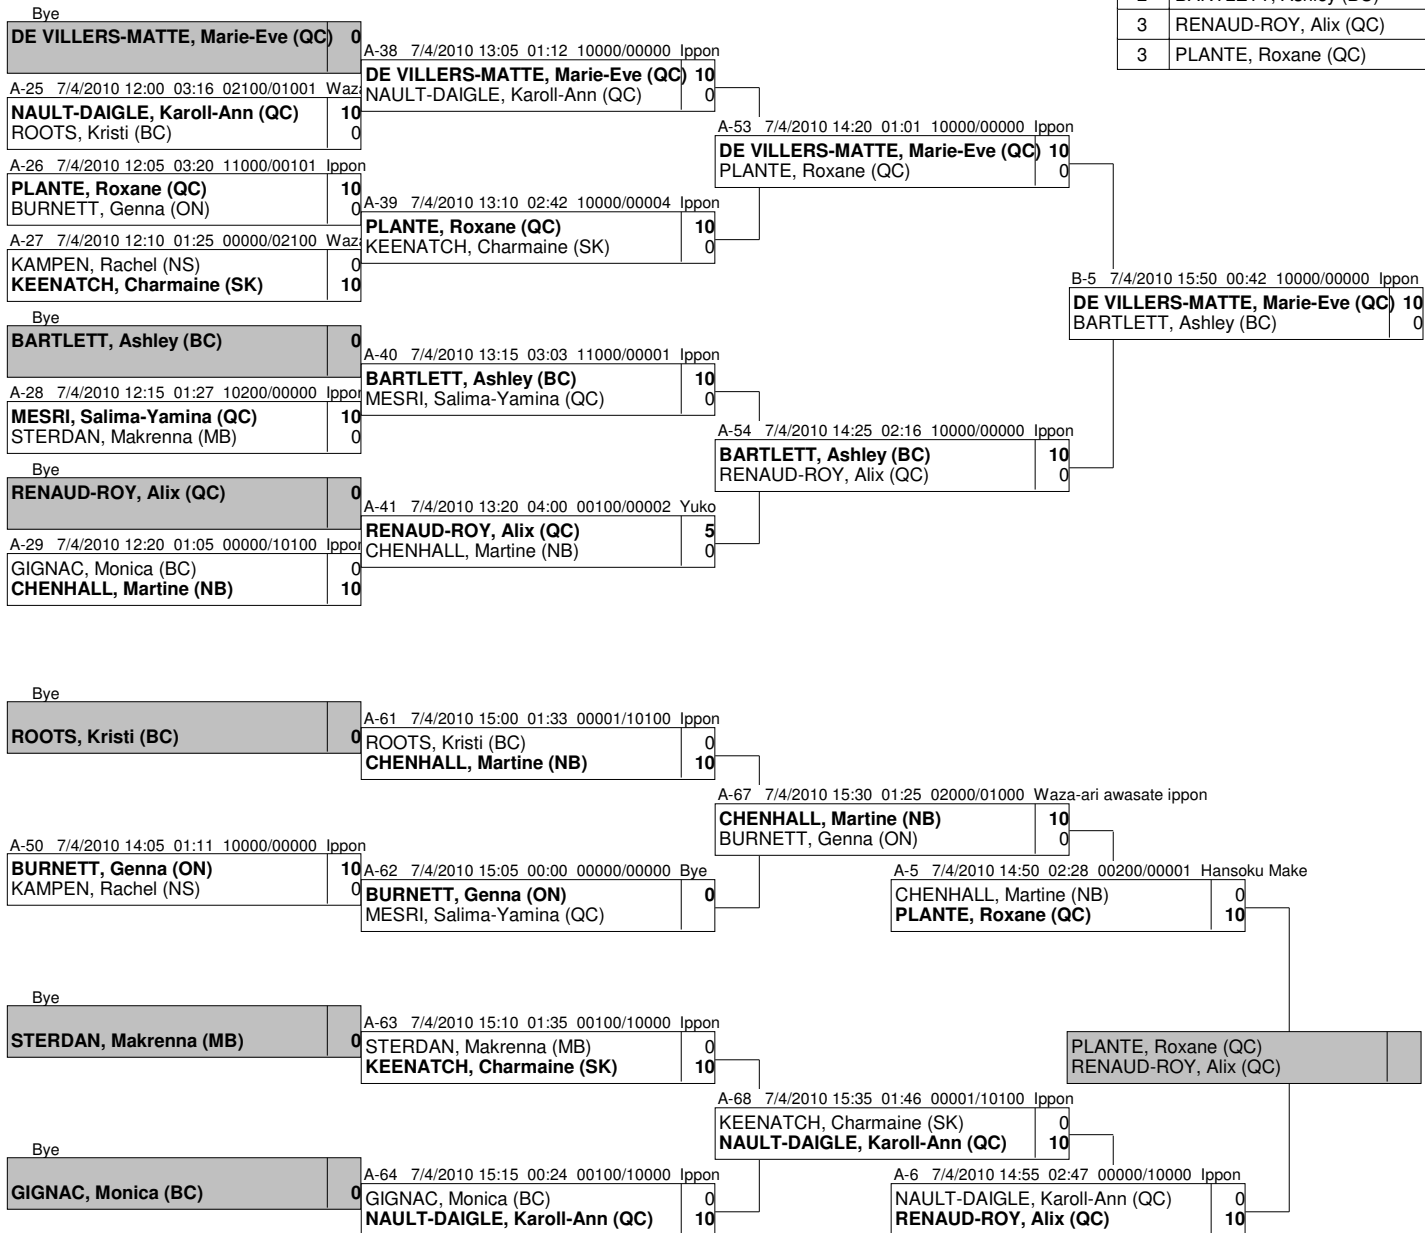 3 RENAUD-ROY, Alix (QC)
3 PLANTE, Roxane (QC)
Bye
DE VILLERS-MATTE, Marie-Eve (QC) 0
A-25 7/4/2010 12:00 03:16 02100/01001
NAULT-DAIGLE, Karoll-Ann (QC) 10
ROOTS, Kristi (BC) 0
A-26 7/4/2010 12:05 03:20 11000/00101 Ippon
PLANTE, Roxane (QC) 10
BURNETT, Genna (ON) 0
A-27 7/4/2010 12:10 01:25 00000/02100
KAMPEN, Rachel (NS) 0
KEENATCH, Charmaine (SK) 10
Bye
BARTLETT, Ashley (BC) 0
A-28 7/4/2010 12:15 01:27 10200/00000 Ippon
MESRI, Salima-Yamina (QC) 10
STERDAN, Makrenna (MB) 0
Bye
RENAUD-ROY, Alix (QC) 0
A-29 7/4/2010 12:20 01:05 00000/10100 Ippon
GIGNAC, Monica (BC) 0
CHENHALL, Martine (NB) 10
A-38 7/4/2010 13:05 01:12 10000/00000 Ippon
DE VILLERS-MATTE, Marie-Eve (QC) 10
NAULT-DAIGLE, Karoll-Ann (QC) 0
A-39 7/4/2010 13:10 02:42 10000/00004 Ippon
PLANTE, Roxane (QC) 10
KEENATCH, Charmaine (SK) 0
A-40 7/4/2010 13:15 03:03 11000/00001 Ippon
BARTLETT, Ashley (BC) 10
MESRI, Salima-Yamina (QC) 0
A-41 7/4/2010 13:20 04:00 00100/00002 Yuko
RENAUD-ROY, Alix (QC) 5
CHENHALL, Martine (NB) 0
A-53 7/4/2010 14:20 01:01 10000/00000 Ippon
DE VILLERS-MATTE, Marie-Eve (QC) 10
PLANTE, Roxane (QC) 0
A-54 7/4/2010 14:25 02:16 10000/00000 Ippon
BARTLETT, Ashley (BC) 10
RENAUD-ROY, Alix (QC) 0
B-5 7/4/2010 15:50 00:42 10000/00000 Ippon
DE VILLERS-MATTE, Marie-Eve (QC) 10
BARTLETT, Ashley (BC) 0
Bye
ROOTS, Kristi (BC) 0
A-50 7/4/2010 14:05 01:11 10000/00000 Ippon
BURNETT, Genna (ON) 10
KAMPEN, Rachel (NS) 0
Bye
STERDAN, Makrenna (MB) 0
Bye
GIGNAC, Monica (BC) 0
A-61 7/4/2010 15:00 01:33 00001/10100 Ippon
ROOTS, Kristi (BC) 0
CHENHALL, Martine (NB) 10
A-62 7/4/2010 15:05 00:00 00000/00000 Bye
BURNETT, Genna (ON) 0
MESRI, Salima-Yamina (QC)
A-63 7/4/2010 15:10 01:35 00100/10000 Ippon
STERDAN, Makrenna (MB) 0
KEENATCH, Charmaine (SK) 10
A-64 7/4/2010 15:15 00:24 00100/10000 Ippon
GIGNAC, Monica (BC) 0
NAULT-DAIGLE, Karoll-Ann (QC) 10
A-67 7/4/2010 15:30 01:25 02000/01000 Waza-ari awasate ippon
CHENHALL, Martine (NB) 10
BURNETT, Genna (ON) 0
A-68 7/4/2010 15:35 01:46 00001/10100 Ippon
KEENATCH, Charmaine (SK) 0
NAULT-DAIGLE, Karoll-Ann (QC) 10
A-5 7/4/2010 14:50 02:28 00200/00001 Hansoku Make
CHENHALL, Martine (NB) 0
PLANTE, Roxane (QC) 10
A-6 7/4/2010 14:55 02:47 00000/10000 Ippon
NAULT-DAIGLE, Karoll-Ann (QC) 0
RENAUD-ROY, Alix (QC) 10
PLANTE, Roxane (QC)
RENAUD-ROY, Alix (QC)